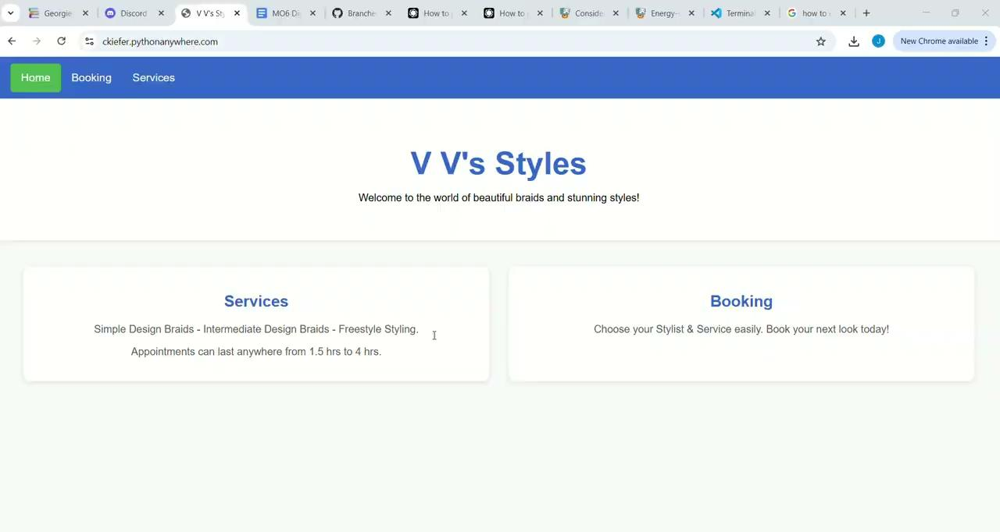 Georgie
Discord
V V's St
MO6 D
Branche
How to
How to
Conside
Energy-
Termina
how to
ckiefer.pythonanywhere.com
J
New Chrome available
Home
Booking
Services
V V's Styles
Welcome to the world of beautiful braids and stunning styles!
Services
Simple Design Braids - Intermediate Design Braids - Freestyle Styling.
Appointments can last anywhere from 1.5 hrs to 4 hrs.
Booking
Choose your Stylist & Service easily. Book your next look today!